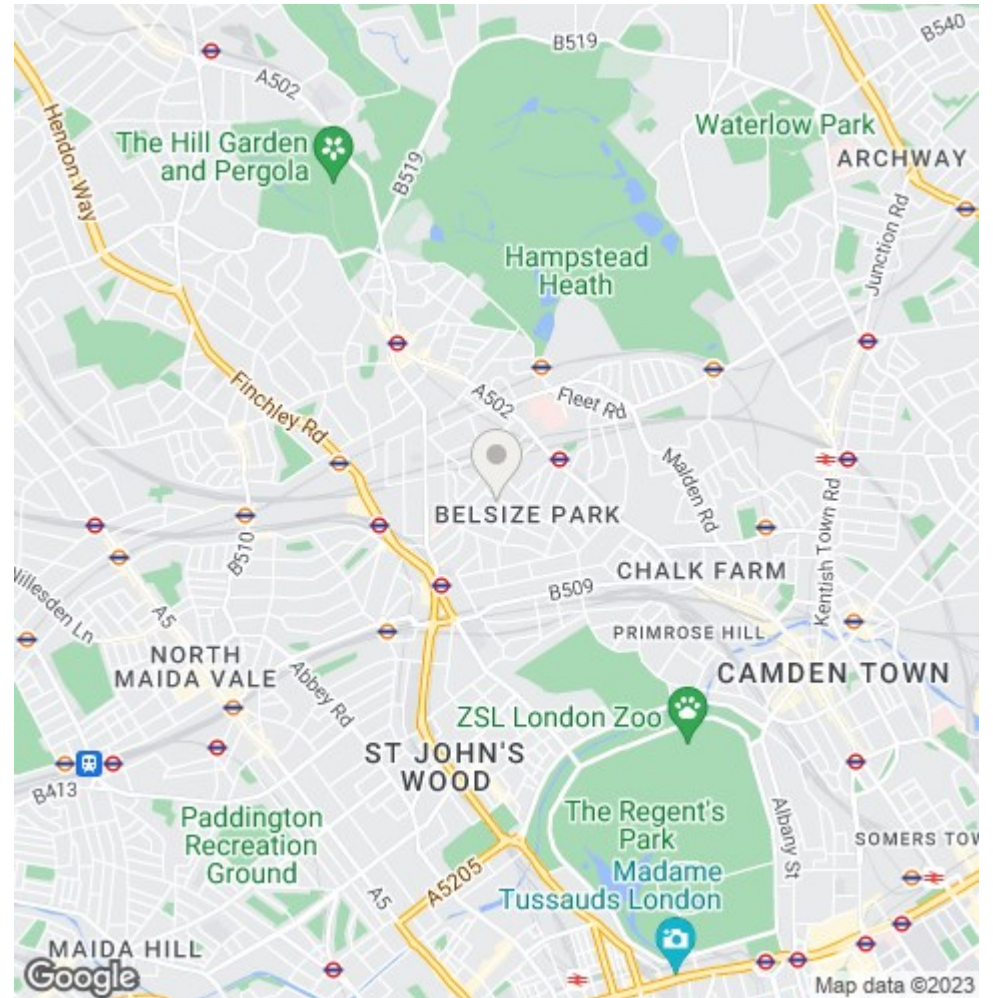 B519
B540
A502
Hendon Way
The Hill Garden
and Pergola
B519
Waterlow Park
ARCHWAY
Junction Rd
Hampstead
Heath
Finchley Rd
A502
Fleet Rd
Malden Rd
BELSIZE PARK
B510
Kentish Town Rd
CHALK FARM
B509
Willesden Ln
A5
PRIMROSE HILL
NORTH
MAIDA VALE
Abbey Rd
CAMDEN TOWN
ZSL London Zoo
ST JOHN'S
WOOD
B413
Paddington
Recreation
Ground
The Regent's
Park
Albany St
SOMERS TOW
A5205
A5
Madame
Tussauds London
MAIDA HILL
Google
Map data ©2023